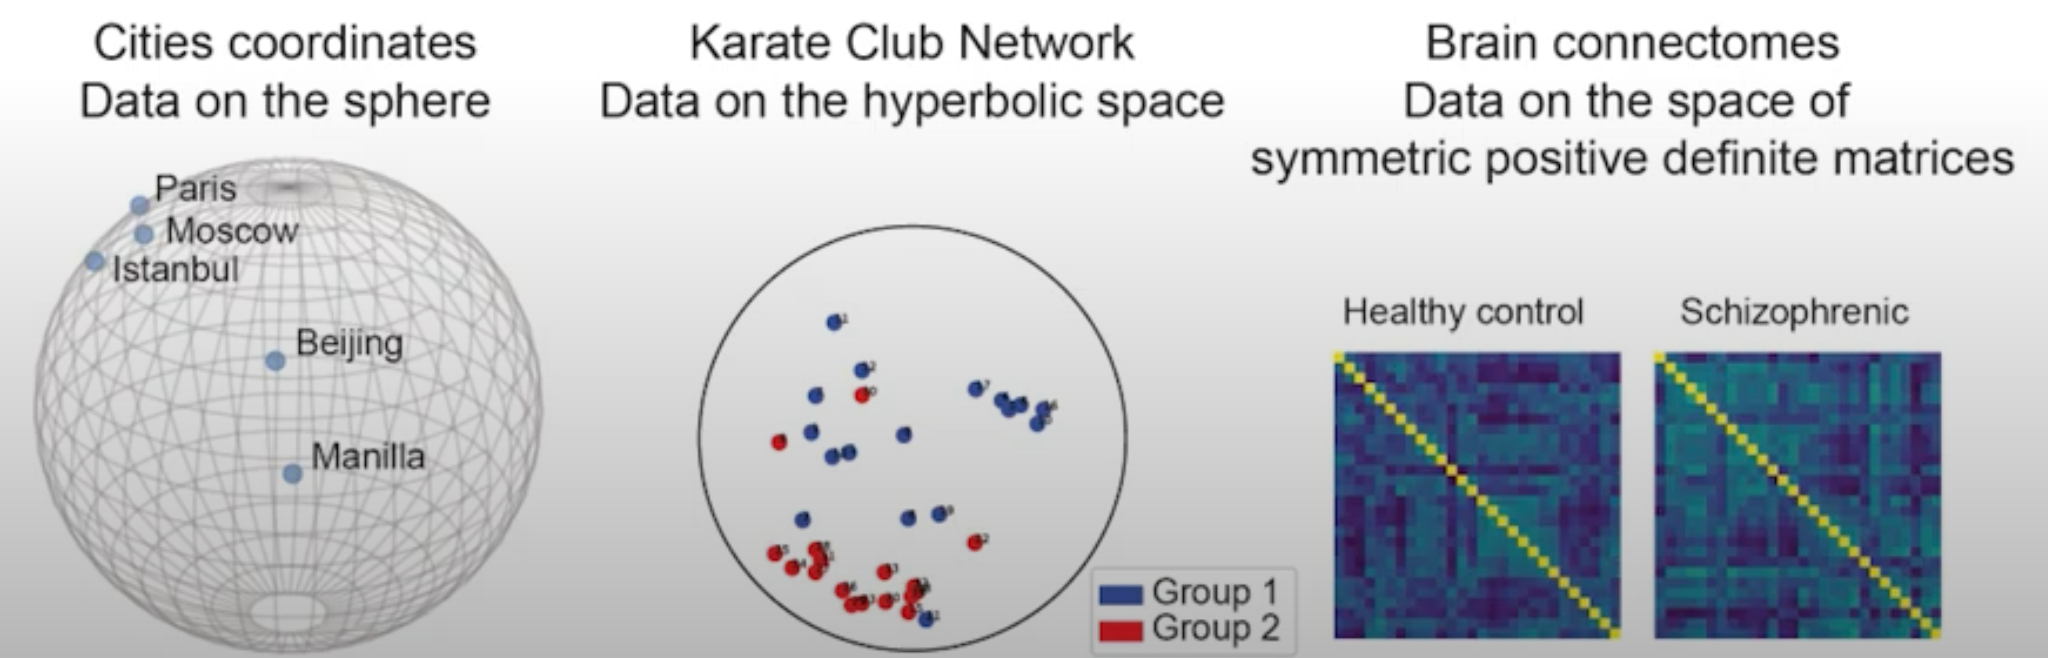 Cities coordinates
Data on the sphere
Paris
Moscow
Istanbul
Beijing
Manilla
Karate Club Network
Data on the hyperbolic space
Group 1
Group 2
Brain connectomes
Data on the space of
symmetric positive definite matrices
Healthy control
Schizophrenic